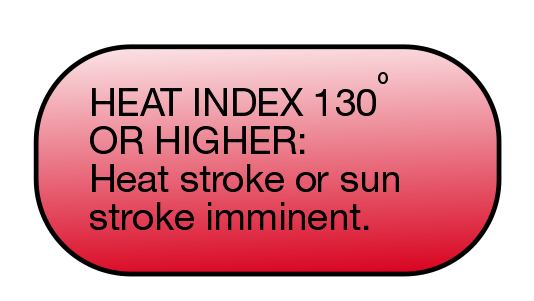 HEAT INDEX 130°
OR HIGHER:
Heat stroke or sun
stroke imminent.